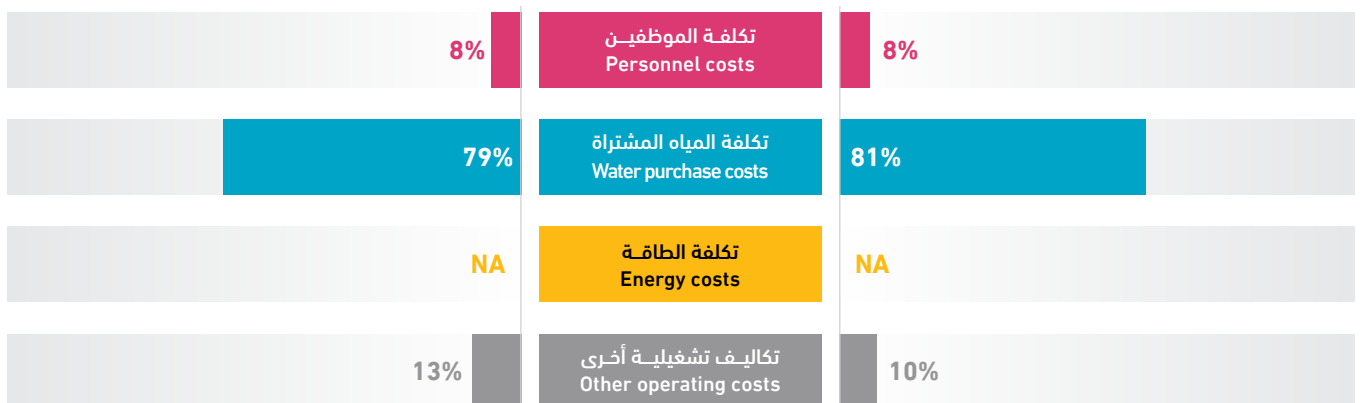 8%
تكلفـة الموظفيــن
Personnel costs
8%
79%
تكلفة المياه المشتراة
Water purchase costs
81%
NA
تكلفة الطاقــة
Energy costs
NA
13%
تكاليــف تشغيليــة أخـرى
Other operating costs
10%